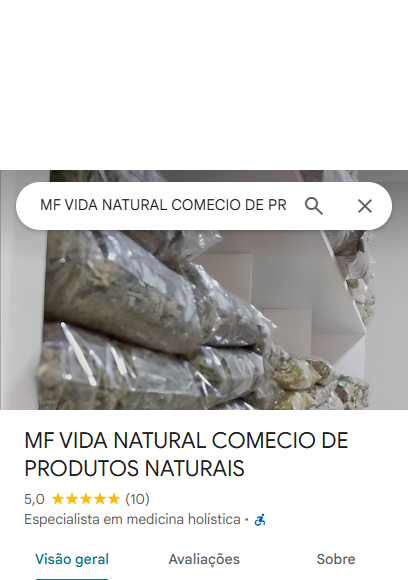 MF VIDA NATURAL COMECIO DE PR
MF VIDA NATURAL COMECIO DE
PRODUTOS NATURAIS
5,0 ★★★★★ (10)
Especialista em medicina holística ·
Visão geral Avaliações Sobre